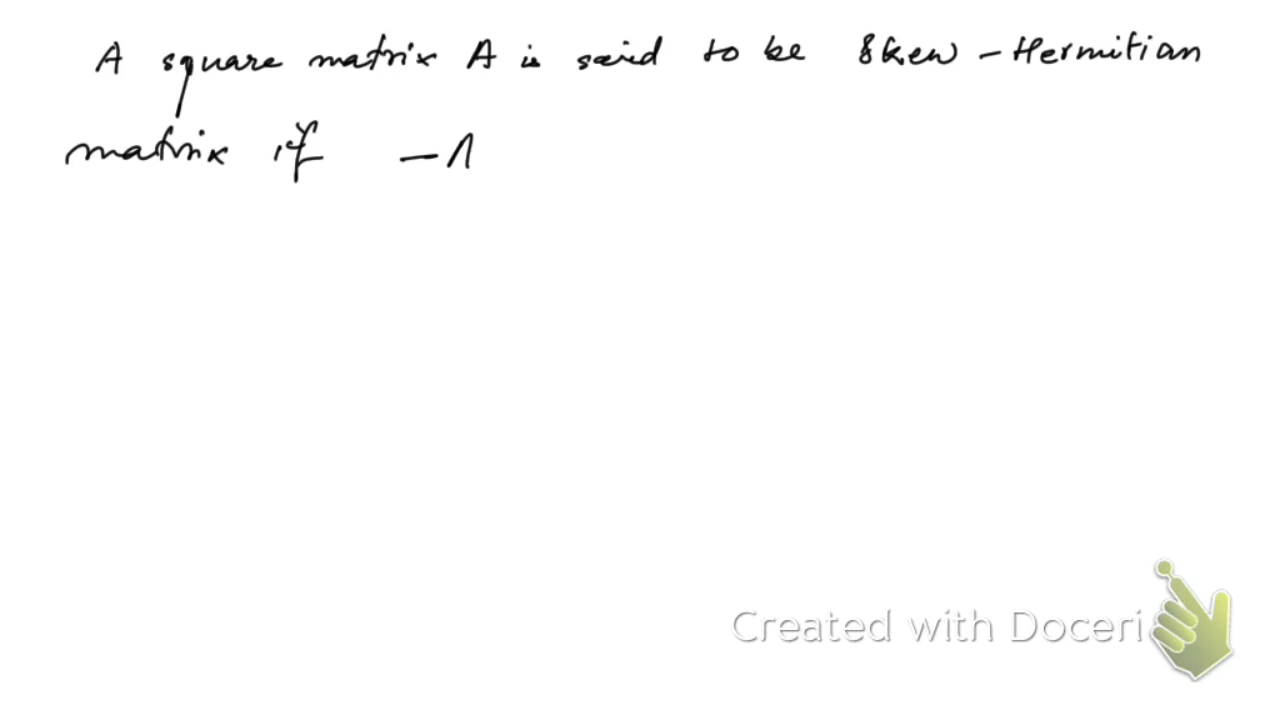 A square matrix A is said to be Skew-Hermitian
matrix if -A
Created with Doceri